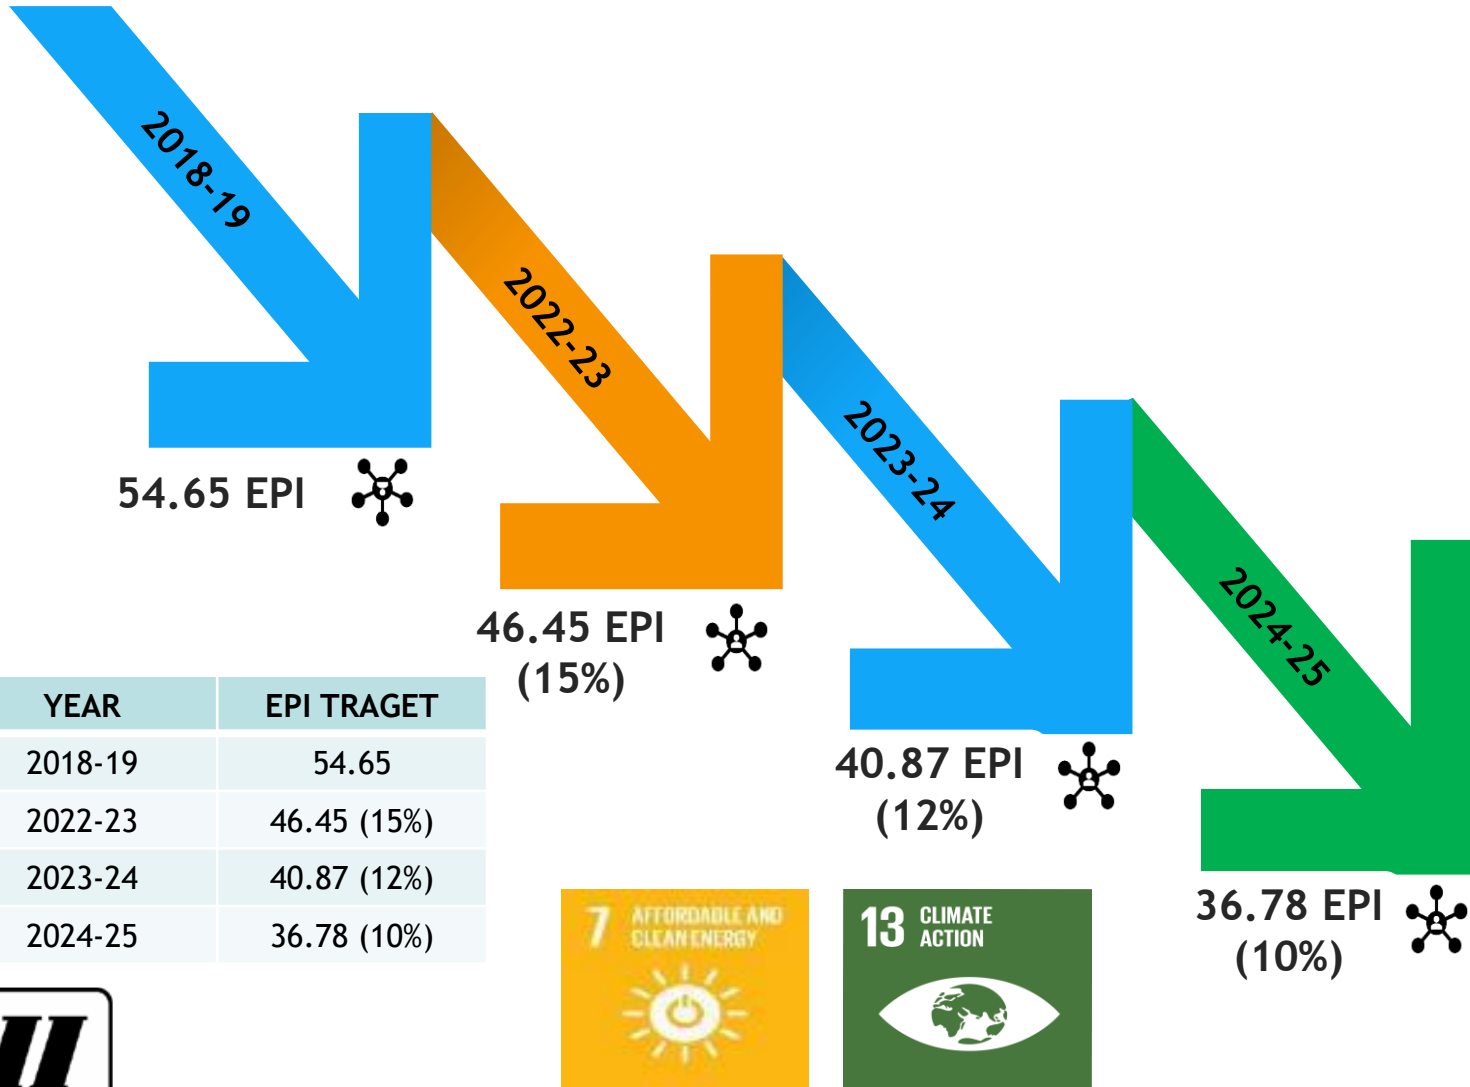 2018-19
54.65 EPI
2022-23
46.45 EPI
(15%)
2023-24
40.87 EPI
(12%)
2024-25
36.78 EPI
(10%)
YEAR EPI TRAGET
2018-19 54.65
2022-23 46.45 (15%)
2023-24 40.87 (12%)
2024-25 36.78 (10%)
7 AFFORDABLE AND
CLEAN ENERGY
13 CLIMATE
ACTION